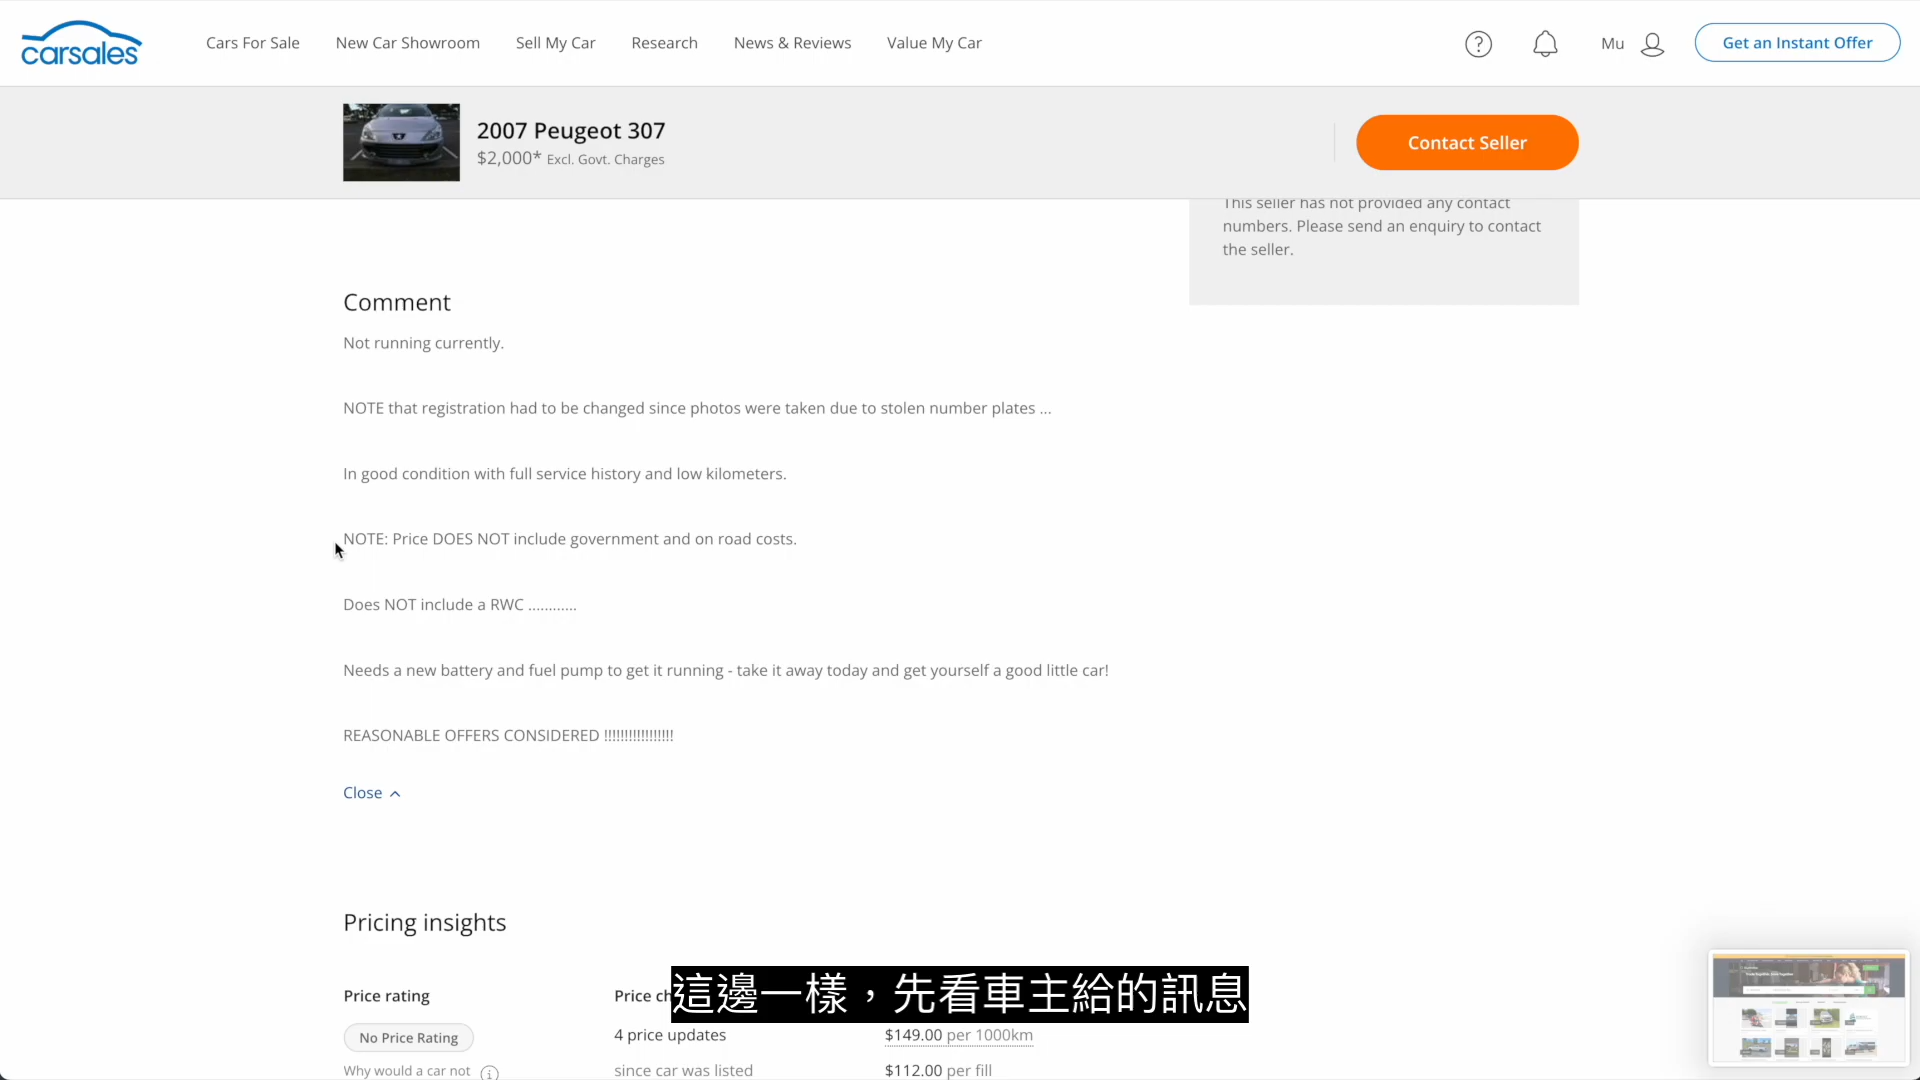 carsales
Cars For Sale
New Car Showroom
Sell My Car
Research
News & Reviews
Value My Car
?
Mu
Get an Instant Offer
2007 Peugeot 307
$2,000* Excl. Govt. Charges
Contact Seller
This seller has not provided any contact
numbers. Please send an enquiry to contact
the seller.
Comment
Not running currently.
NOTE that registration had to be changed since photos were taken due to stolen number plates ...
In good condition with full service history and low kilometers.
NOTE: Price DOES NOT include government and on road costs.
Does NOT include a RWC ............
Needs a new battery and fuel pump to get it running - take it away today and get yourself a good little car!
REASONABLE OFFERS CONSIDERED !!!!!!!!!!!!!!!!!
Close
Pricing insights
Price rating
Price
這邊一樣，先看車主給的訊息
No Price Rating
4 price updates
$149.00 per 1000km
Why would a car not
since car was listed
$112.00 per fill